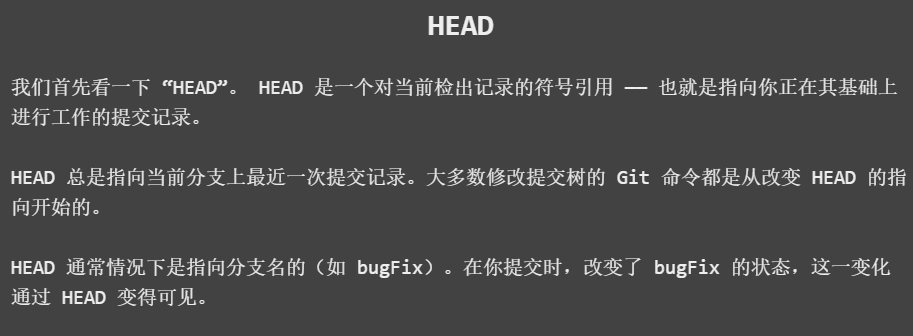 HEAD
我们首先看一下 “HEAD”。 HEAD 是一个对当前检出记录的符号引用 —— 也就是指向你正在其基础上
进行工作的提交记录。
HEAD 总是指向当前分支上最近一次提交记录。大多数修改提交树的 Git 命令都是从改变 HEAD 的指
向开始的。
HEAD 通常情况下是指向分支名的（如 bugFix）。在你提交时，改变了 bugFix 的状态，这一变化
通过 HEAD 变得可见。